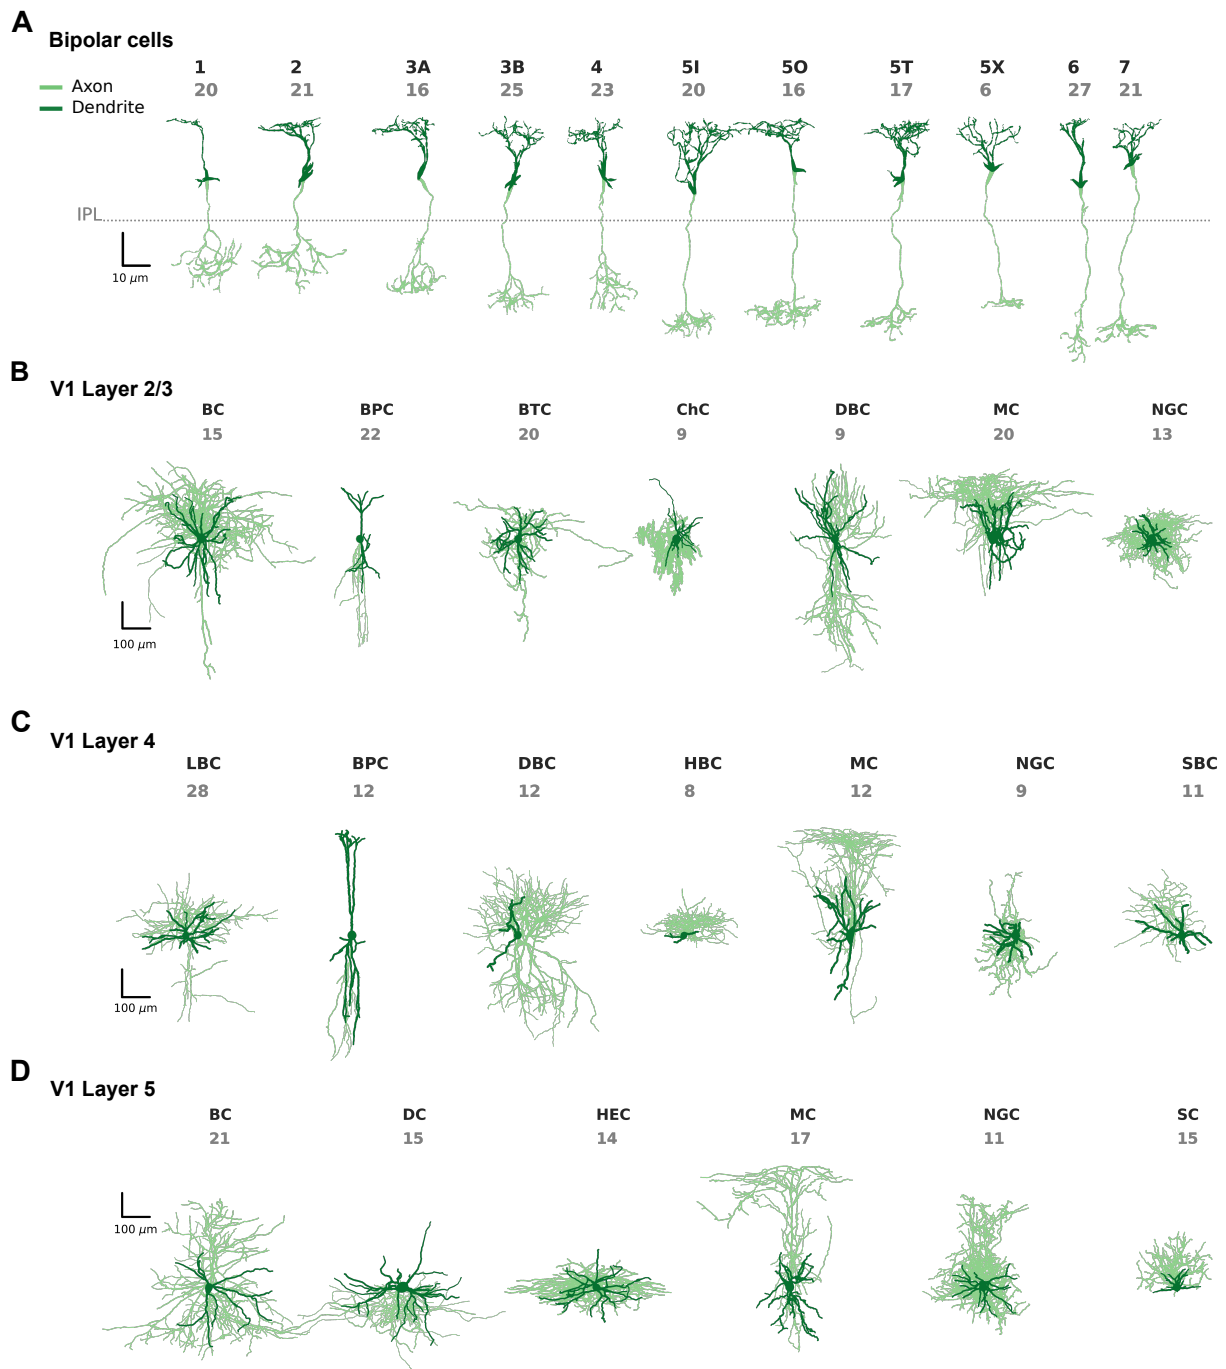 A
Bipolar cells
Axon
Dendrite
1 2 3A 3B 4 5I 5O 5T 5X 6 7
20 21 16 25 23 20 16 17 6 27 21
IPL
10 μm
B
V1 Layer 2/3
BC BPC BTC ChC DBC MC NGC
15 22 20 9 9 20 13
100 μm
C
V1 Layer 4
LBC BPC DBC HBC MC NGC SBC
28 12 12 8 12 9 11
100 μm
D
V1 Layer 5
BC DC HEC MC NGC SC
21 15 14 17 11 15
100 μm